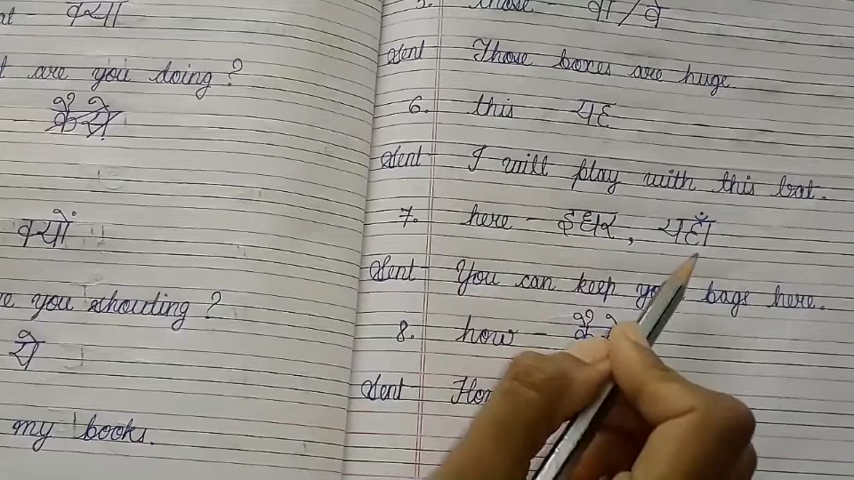 क्या
are you doing?
कैसे
क्यों
you shouting?
ये
my books.
5. those - वो/वे
Sent Those boxes are huge
6. this - यह
Sent I will play with this bat.
7. here - इधर, यहाँ
Sent You can keep bags here.
8. how -
Sent